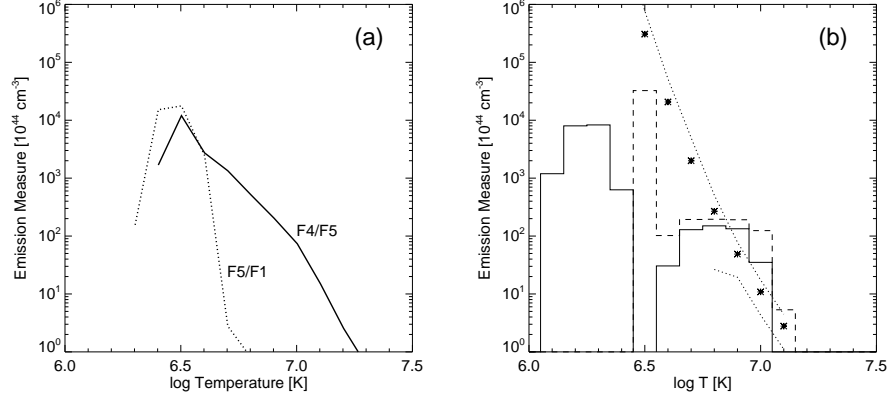 (a)
Emission Measure [10^44 cm^-3]
10^6
10^5
10^4
10^3
10^2
10^1
10^0
F4/F5
F5/F1
6.0 6.5 7.0 7.5
log Temperature [K]
(b)
Emission Measure [10^44 cm^-3]
10^6
10^5
10^4
10^3
10^2
10^1
10^0
6.0 6.5 7.0 7.5
log T [K]